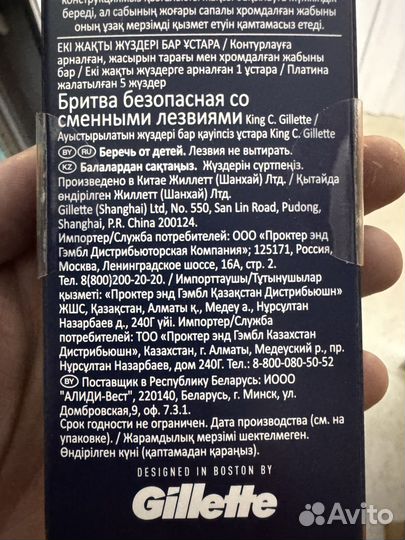 береді, ал сабының жоғары сапалы хромдалған жабыны
оның ұзақ мерзімді қызмет етуін қамтамасыз етеді.
ЕКІ ЖАҚТЫ ЖҮЗДЕРІ БАР ҰСТАРА / Контурлауға
арналған, жасырын тарағы мен хромдалған жабыны
бар / Екі жақты жүздерге арналған 1 ұстара / Платина
жалатылған 5 жүздер
Бритва безопасная со
сменными лезвиями King C. Gillette /
Ауыстырылатын жүздері бар қауіпсіз ұстара King C. Gillette
BY RU Беречь от детей. Лезвия не вытирать.
KZ Балалардан сақтаңыз. Жүздерін сүртпеңіз.
Произведено в Китае Жиллетт (Шанхай) Лтд. / Қытайда
өндірілген Жиллетт (Шанхай) Лтд.
Gillette (Shanghai) Ltd, No. 550, San Lin Road, Pudong,
Shanghai, P.R. China 200124.
Импортер/Служба потребителей: ООО «Проктер энд
Гэмбл Дистрибьюторская Компания»; 125171, Россия,
Москва, Ленинградское шоссе, 16А, стр. 2.
Тел. 8(800)200-20-20. / Импорттаушы/Тұтынушылар
қызметі: «Проктер энд Гэмбл Қазақстан Дистрибьюшн»
ЖШС, Қазақстан, Алматы қ., Медеу а., Нұрсұлтан
Назарбаев д., 240Г үйі. Импортер/Служба
потребителей: ТОО «Проктер энд Гэмбл Казахстан
Дистрибьюшн», Казахстан, г. Алматы, Медеуский р., пр.
Нурсултан Назарбаев, дом 240Г. Тел.: 8-800-080-50-52
BY Поставщик в Республику Беларусь: ИООО
"АЛИДИ-Вест", 220140, Беларусь, г. Минск, ул.
Домбровская,9, оф. 7.3.1.
Срок годности не ограничен. Дата производства (см. на
упаковке). / Жарамдылық мерзімі шектелмеген.
Өндірілген күні (қаптамадан қараңыз).
DESIGNED IN BOSTON BY
Gillette
Avito